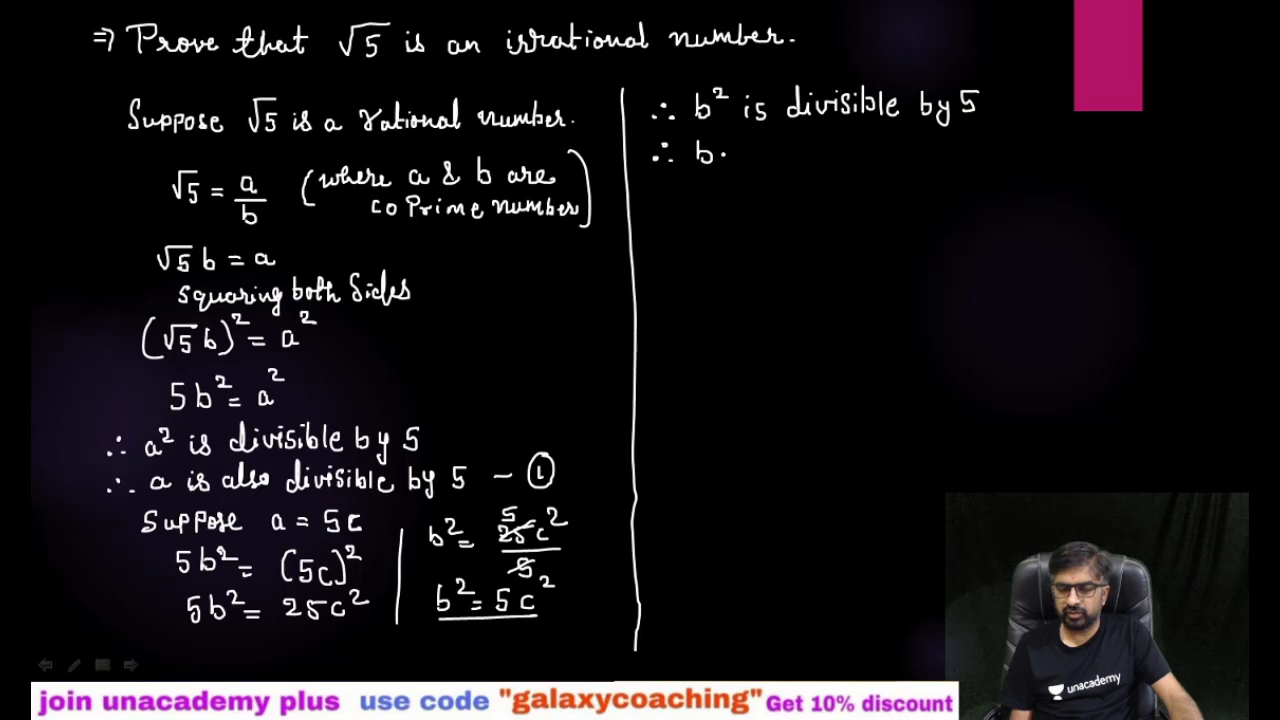 ⇒ Prove that √5 is an irrational number.
Suppose √5 is a rational number.
√5 = a/b (where a & b are
co Prime number)
√5 b = a
Squaring both Sides
(√5 b)² = a²
5b² = a²
∴ a² is divisible by 5
∴ a is also divisible by 5 – ①
Suppose a = 5c
5b² = (5c)²
5b² = 25c²
b² = 25c²/5
5
b² = 5c²
∴ b² is divisible by 5
∴ b.
unacademy
join unacademy plus use code "galaxycoaching" Get 10% discount